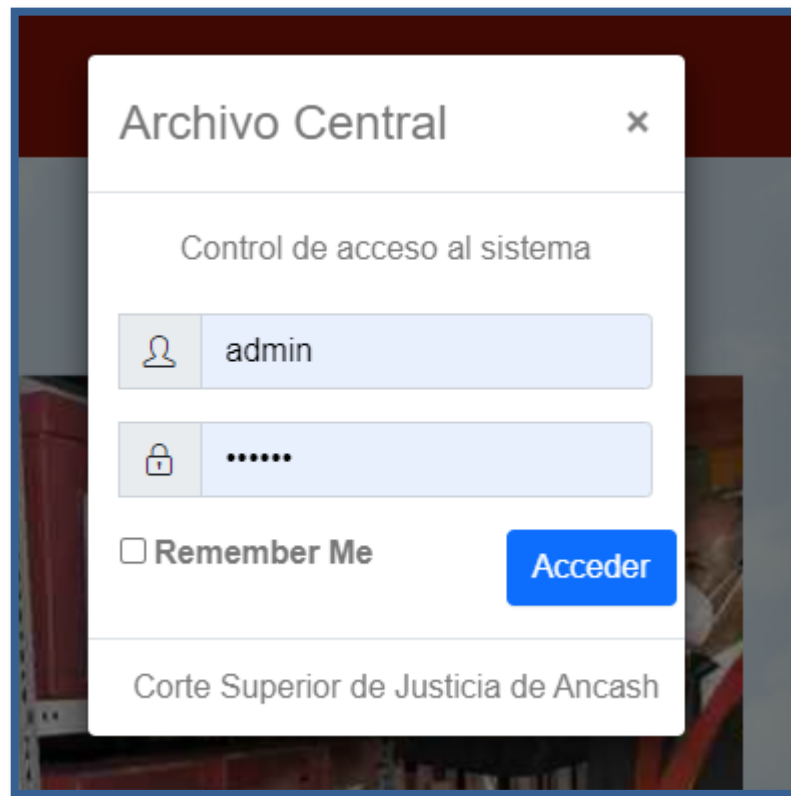 Archivo Central ×
Control de acceso al sistema
admin
••••••
Remember Me
Acceder
Corte Superior de Justicia de Ancash